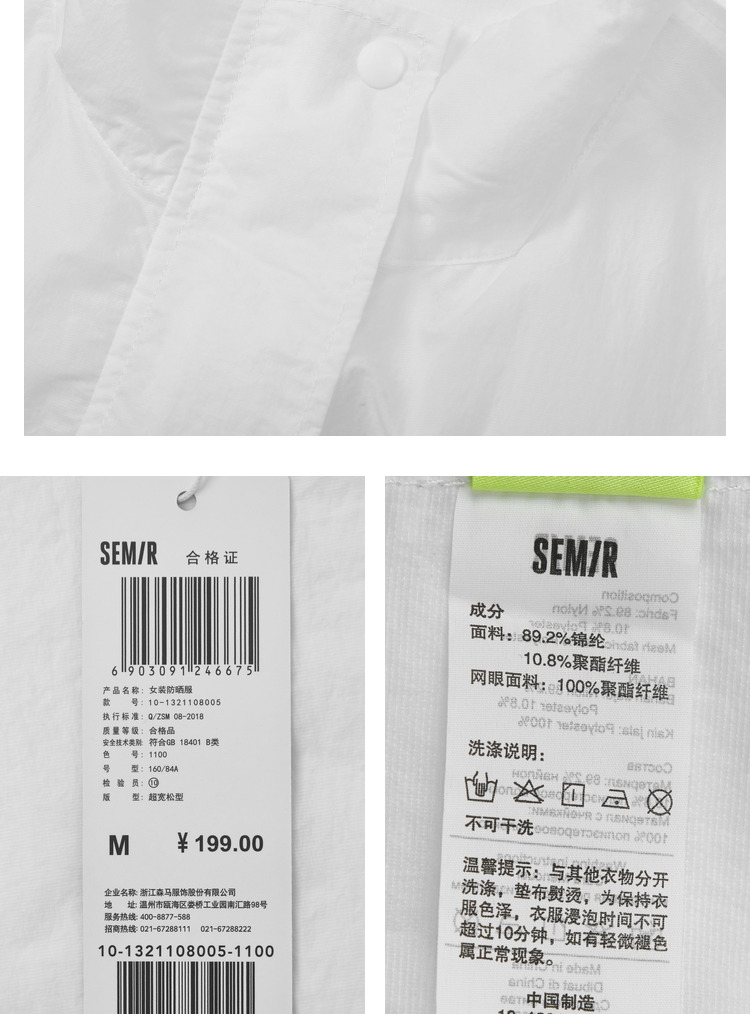 SEMIR 合格证
6 903091 246675
产品名称: 女装防晒服
款 号: 10-1321108005
执行标准: Q/ZSM 08-2018
质量等级: 合格品
安全技术类别: 符合GB 18401 B类
色 号: 1100
号 型: 160/84A
检 验 员: ⑩
版 型: 超宽松型
M ¥199.00
企业名称: 浙江森马服饰股份有限公司
地 址: 温州市瓯海区娄桥工业园南汇路98号
服务热线: 400-8877-588
招商热线: 021-67288111 021-67288222
10-1321108005-1100
SEMIR
成分
面料: 89.2%锦纶
10.8%聚酯纤维
网眼面料: 100%聚酯纤维
洗涤说明:
不可干洗
温馨提示: 与其他衣物分开
洗涤, 垫布熨烫, 为保持衣
服色泽, 衣服浸泡时间不可
超过10分钟, 如有轻微褪色
属正常现象。
中国制造